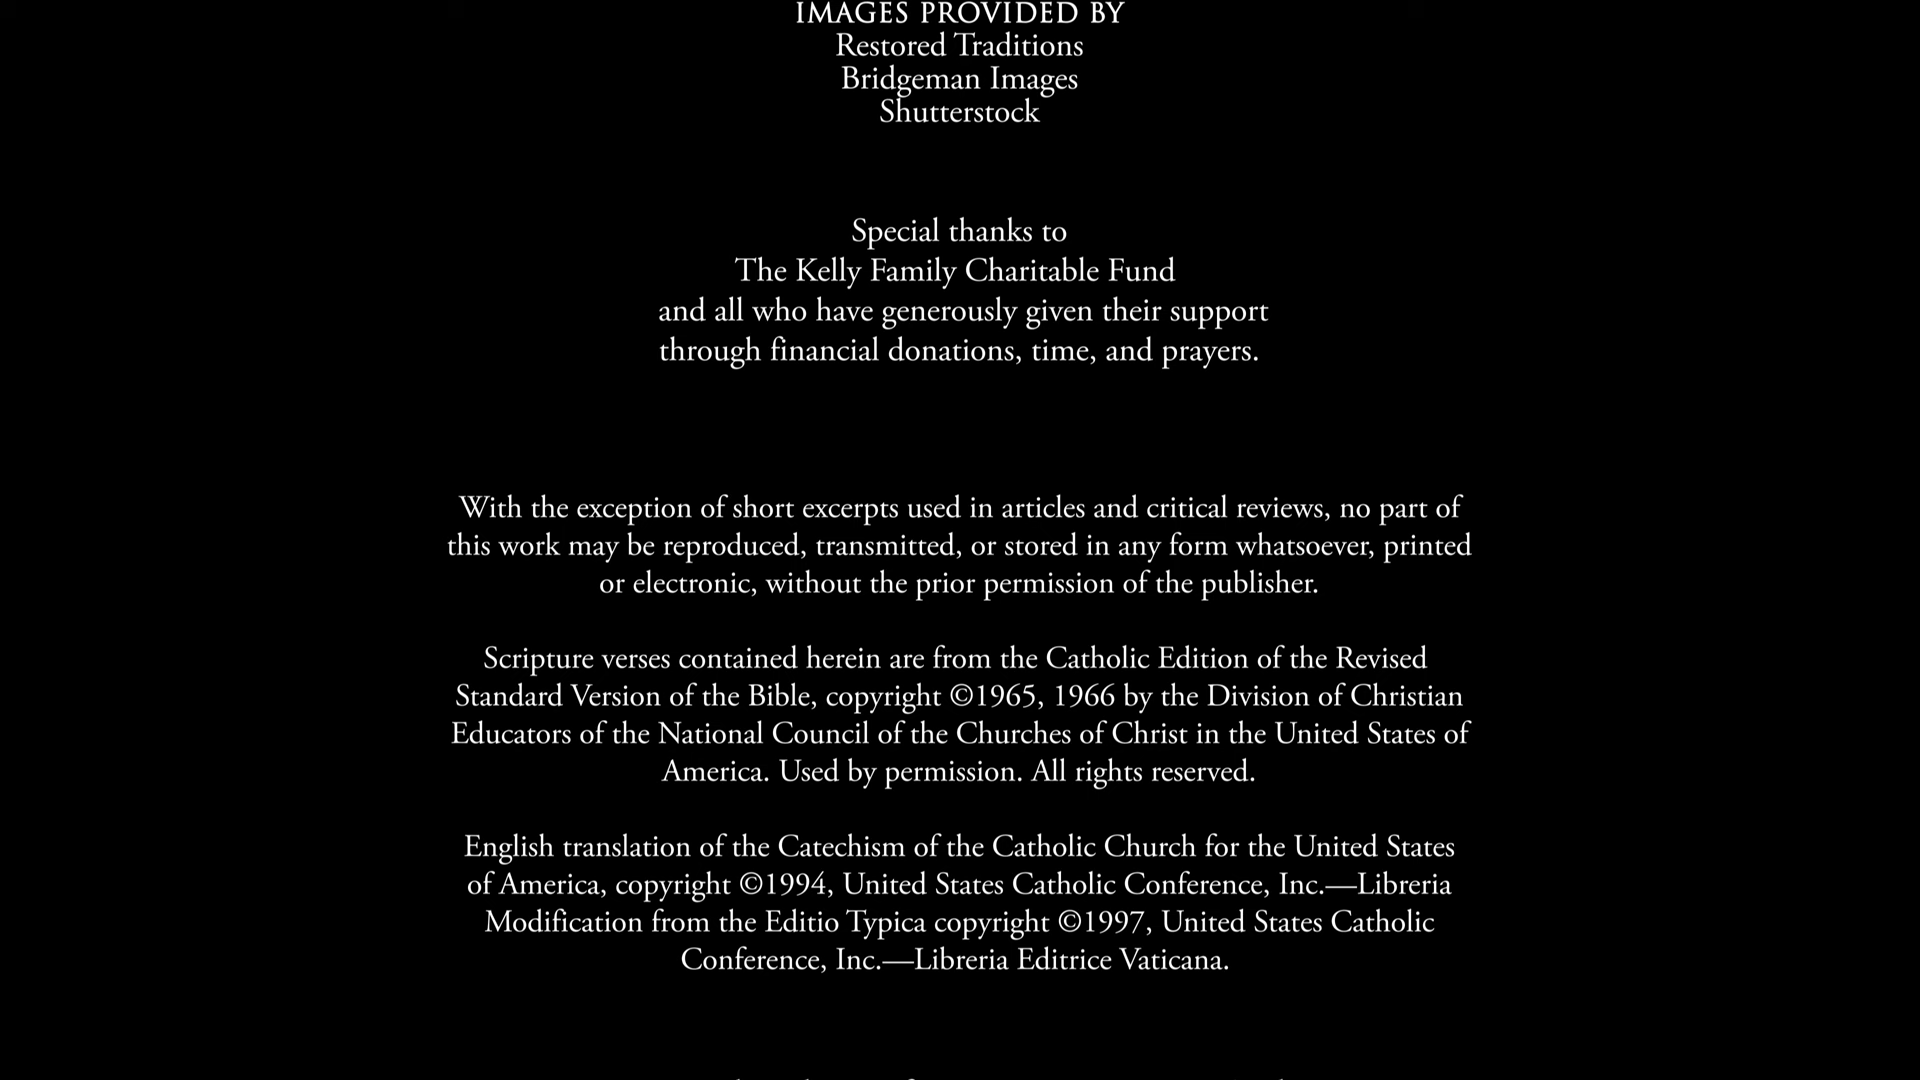 IMAGES PROVIDED BY
Restored Traditions
Bridgeman Images
Shutterstock
Special thanks to
The Kelly Family Charitable Fund
and all who have generously given their support
through financial donations, time, and prayers.
With the exception of short excerpts used in articles and critical reviews, no part of
this work may be reproduced, transmitted, or stored in any form whatsoever, printed
or electronic, without the prior permission of the publisher.
Scripture verses contained herein are from the Catholic Edition of the Revised
Standard Version of the Bible, copyright ©1965, 1966 by the Division of Christian
Educators of the National Council of the Churches of Christ in the United States of
America. Used by permission. All rights reserved.
English translation of the Catechism of the Catholic Church for the United States
of America, copyright ©1994, United States Catholic Conference, Inc.—Libreria
Modification from the Editio Typica copyright ©1997, United States Catholic
Conference, Inc.—Libreria Editrice Vaticana.